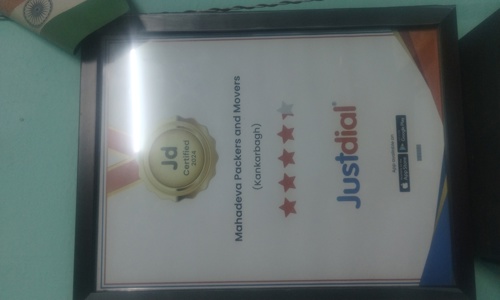 Jd
Certified
2024
Mahadeva Packers and Movers
(Kankarbagh)
Justdial